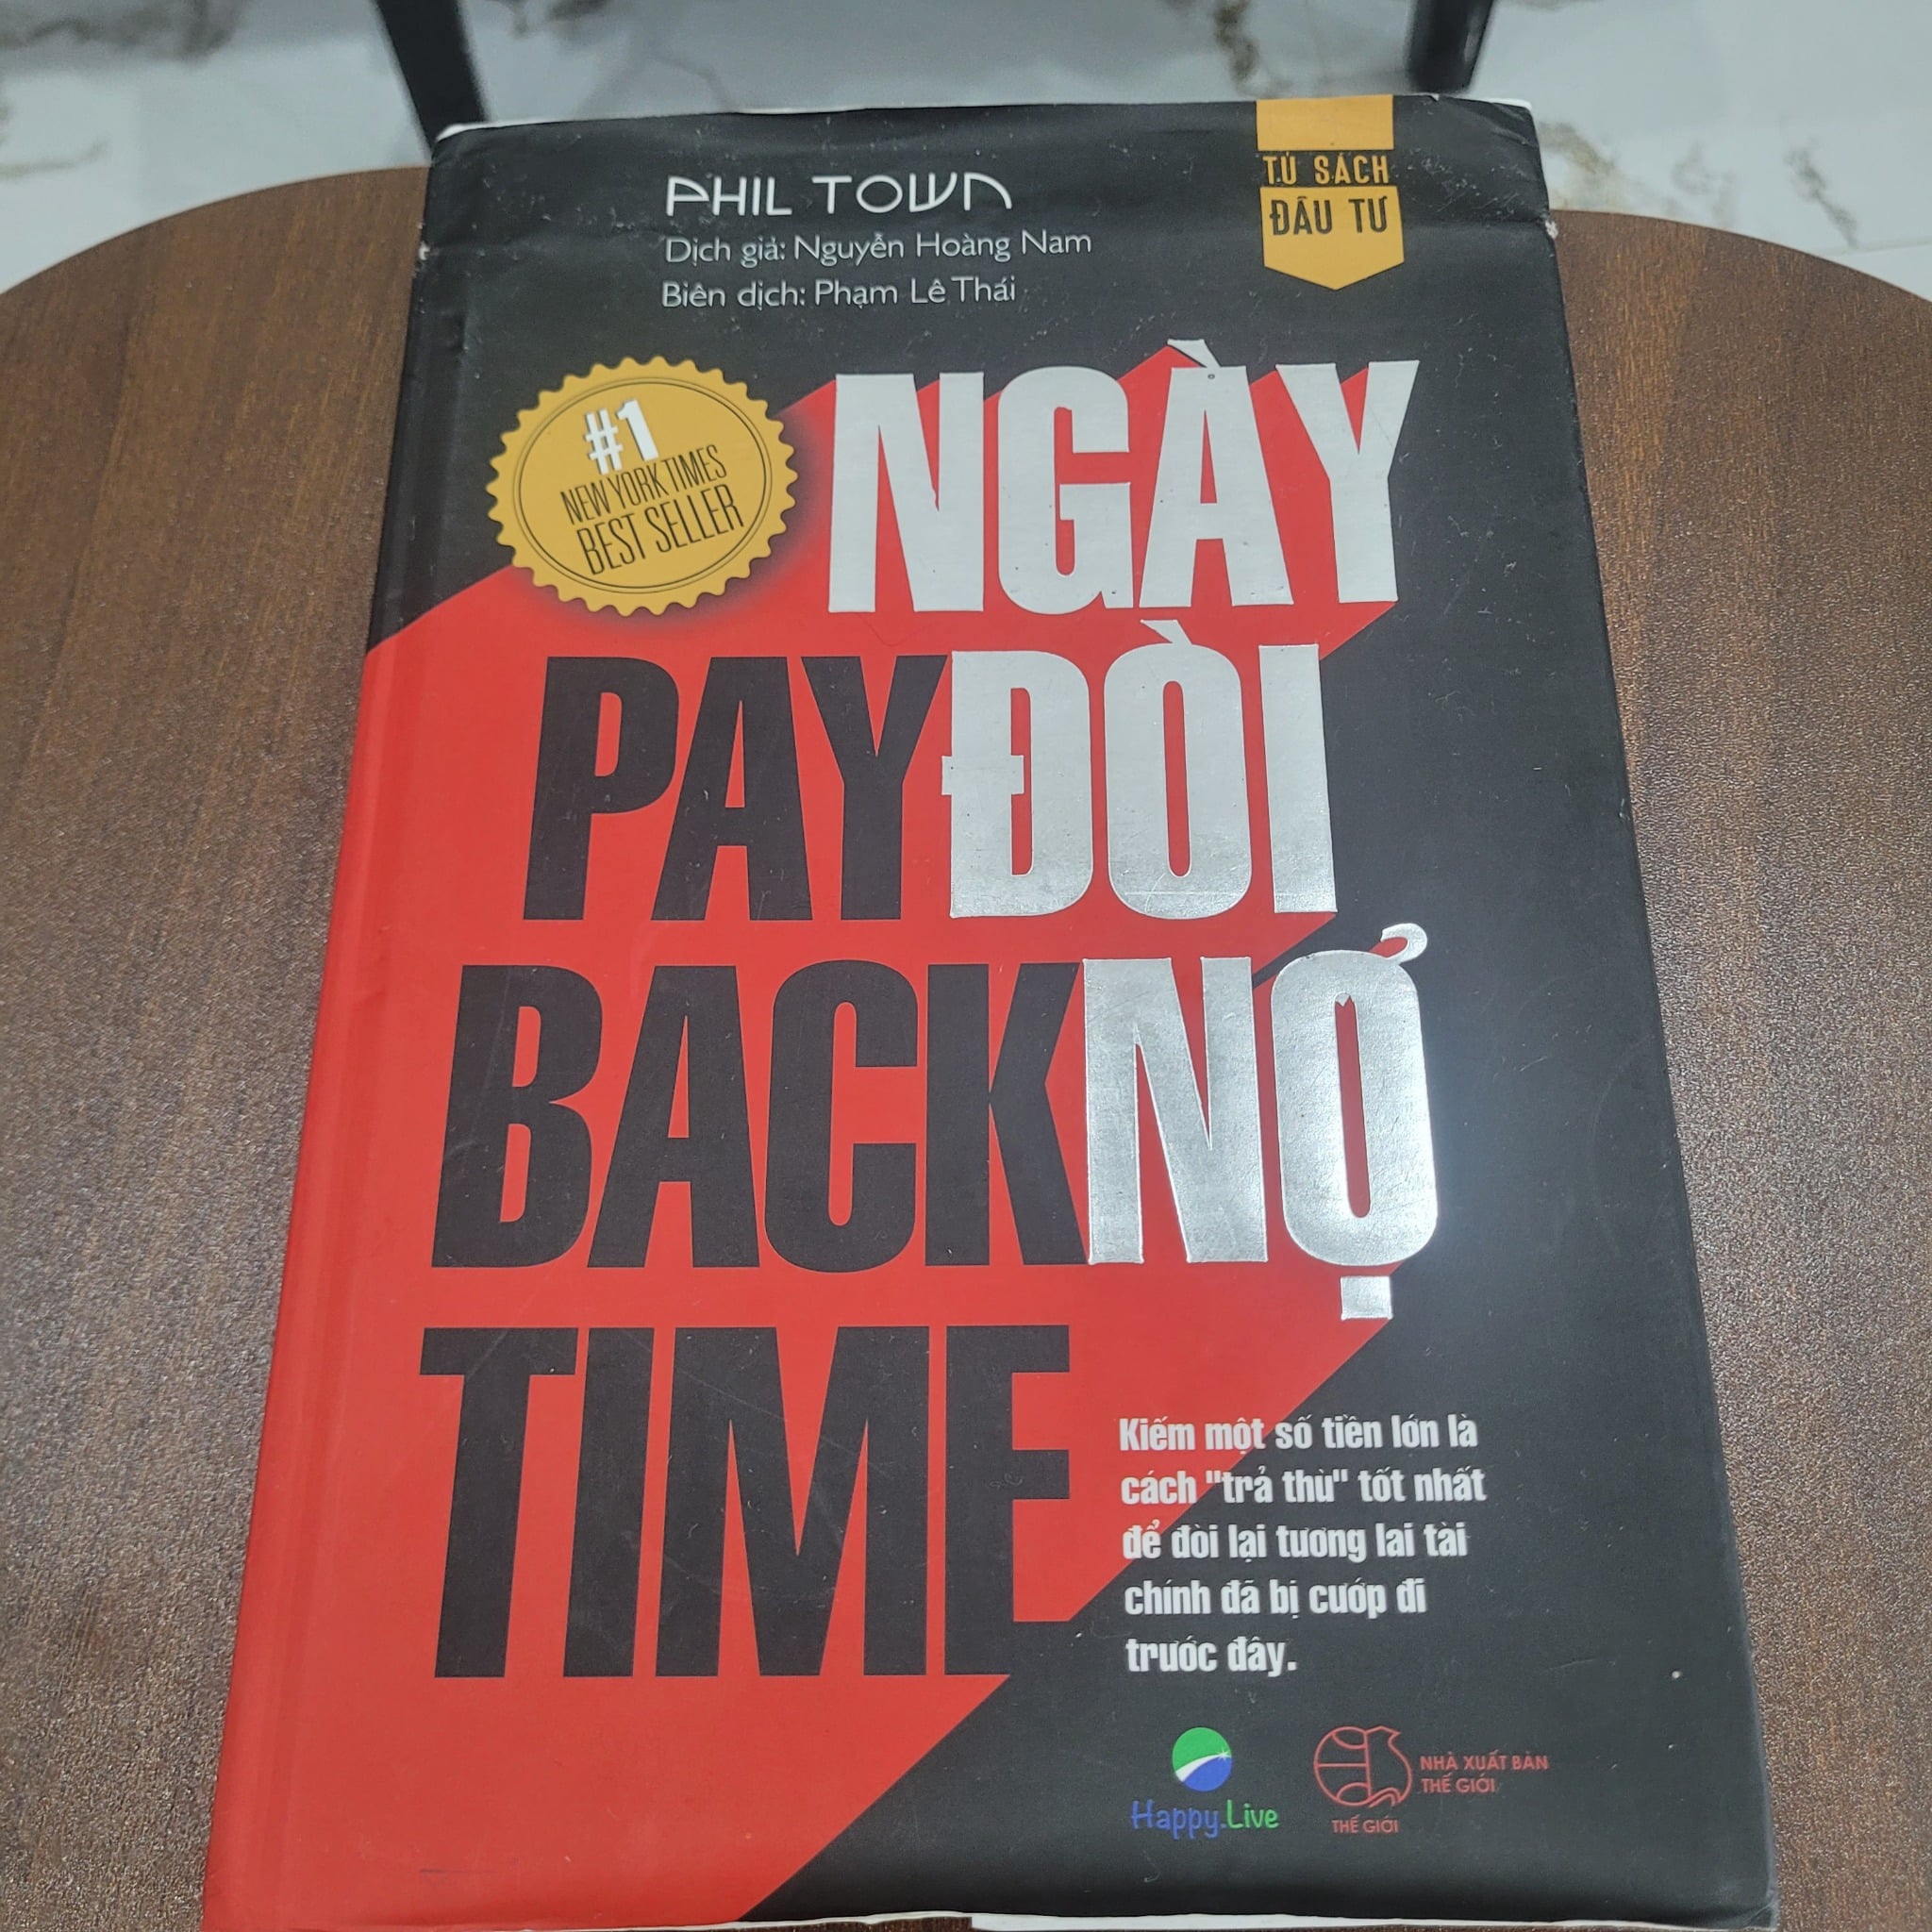 PHIL TOWN
Dịch giả: Nguyễn Hoàng Nam
Biên dịch: Phạm Lê Thái
TỦ SÁCH
ĐẦU TƯ
#1
NEW YORK TIMES
BEST SELLER
NGÀY
PAY ĐÒI
BACK NỢ
TIME
Kiếm một số tiền lớn là
cách "trả thù" tốt nhất
để đòi lại tương lai tài
chính đã bị cướp đi
trước đây.
Happy.Live
NHÀ XUẤT BẢN
THẾ GIỚI
THẾ GIỚI